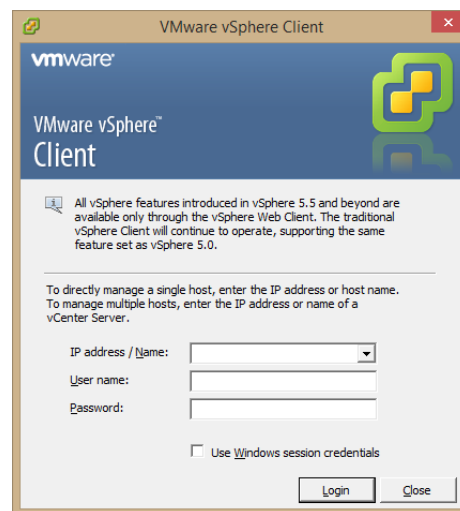 VMware vSphere Client
vmware
VMware vSphere™
Client
All vSphere features introduced in vSphere 5.5 and beyond are
available only through the vSphere Web Client. The traditional
vSphere Client will continue to operate, supporting the same
feature set as vSphere 5.0.
To directly manage a single host, enter the IP address or host name.
To manage multiple hosts, enter the IP address or name of a
vCenter Server.
IP address / Name:
User name:
Password:
Use Windows session credentials
Login Close